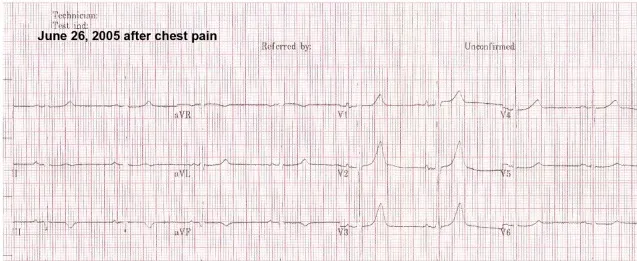 Technician:
Test ind:
June 26, 2005 after chest pain
Referred by:
Unconfirmed
aVR
V1
V4
II
aVL
V2
V5
aVF
V3
V6